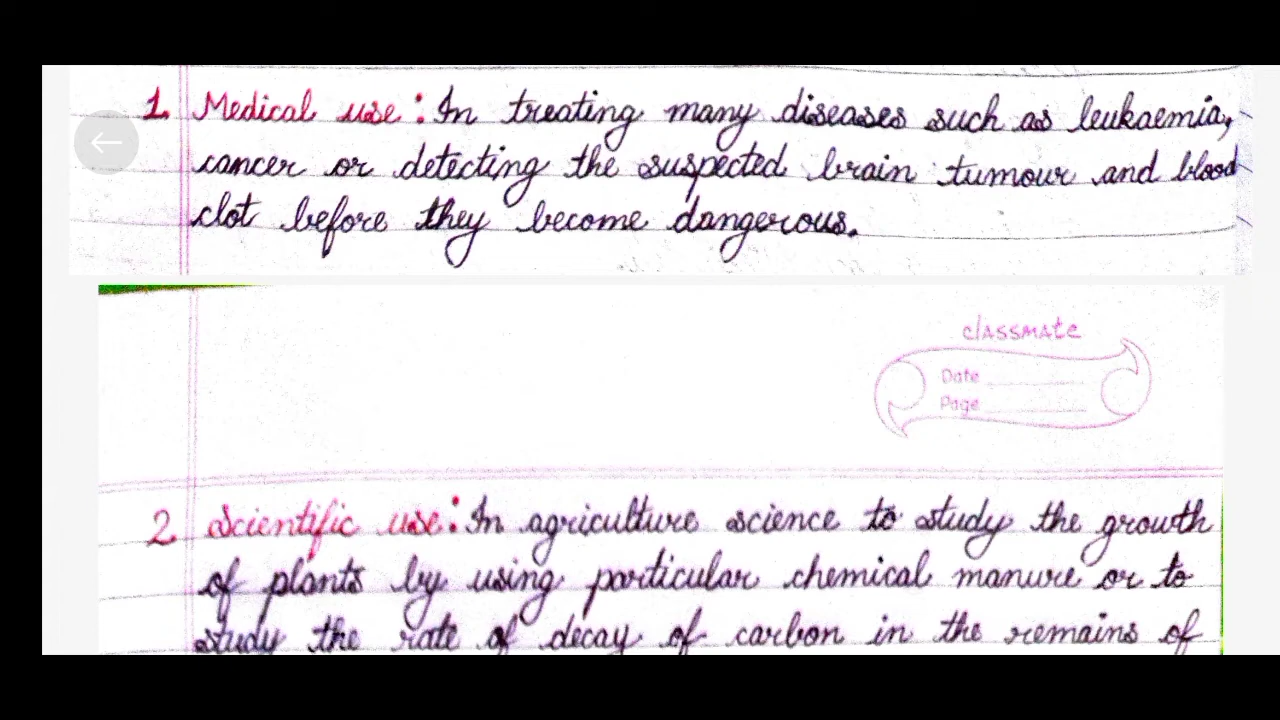 1. Medical use: In treating many diseases such as leukaemia,
cancer or detecting the suspected brain tumour and blood
clot before they become dangerous.
classmate
Date
Page
2. Scientific use: In agriculture science to study the growth
of plants by using particular chemical manure or to
study the rate of decay of carbon in the remains of